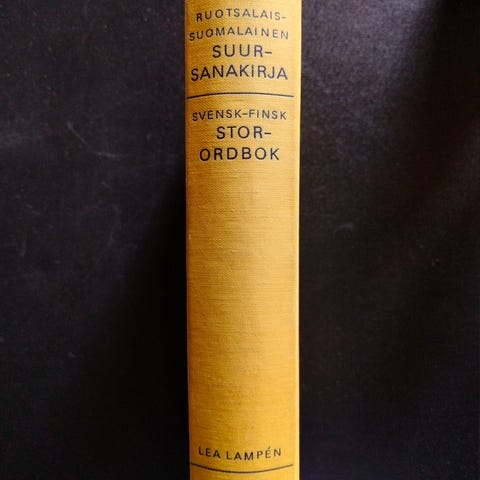 RUOTSALAIS-
SUOMALAINEN
SUUR-
SANAKIRJA
SVENSK-FINSK
STOR-
ORDBOK
LEA LAMPÉN